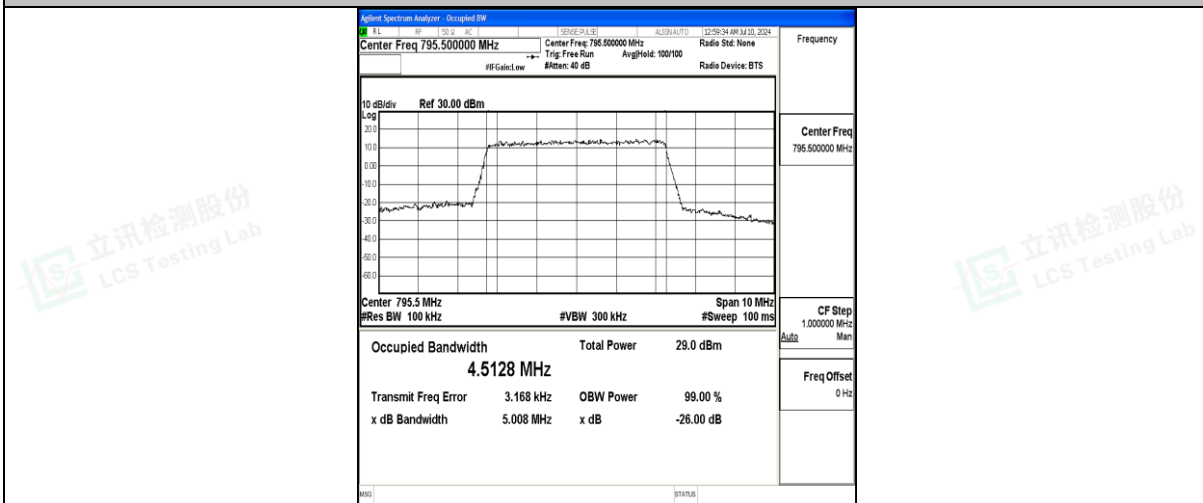 Agilent Spectrum Analyzer - Occupied BW
RL RF 50 Ω AC SENSE:PULSE ALIGN AUTO 12:59:34 AM Jul 10, 2024
Center Freq 795.500000 MHz
Center Freq: 795.500000 MHz
Radio Std: None
Trig: Free Run Avg|Hold: 100/100
#IFGain:Low
#Atten: 40 dB
Radio Device: BTS
Frequency
10 dB/div Ref 30.00 dBm
Log
20.0
10.0
0.00
-10.0
-20.0
-30.0
-40.0
-50.0
-60.0
Center Freq
795.500000 MHz
Center 795.5 MHz
Span 10 MHz
#Res BW 100 kHz
#VBW 300 kHz
#Sweep 100 ms
CF Step
1.000000 MHz
Auto Man
Occupied Bandwidth
4.5128 MHz
Total Power 29.0 dBm
Transmit Freq Error 3.168 kHz
OBW Power 99.00 %
x dB Bandwidth 5.008 MHz
x dB -26.00 dB
Freq Offset
0 Hz
MSG
STATUS
立讯检测股份
LCS Testing Lab
立讯检测股份
LCS Testing Lab